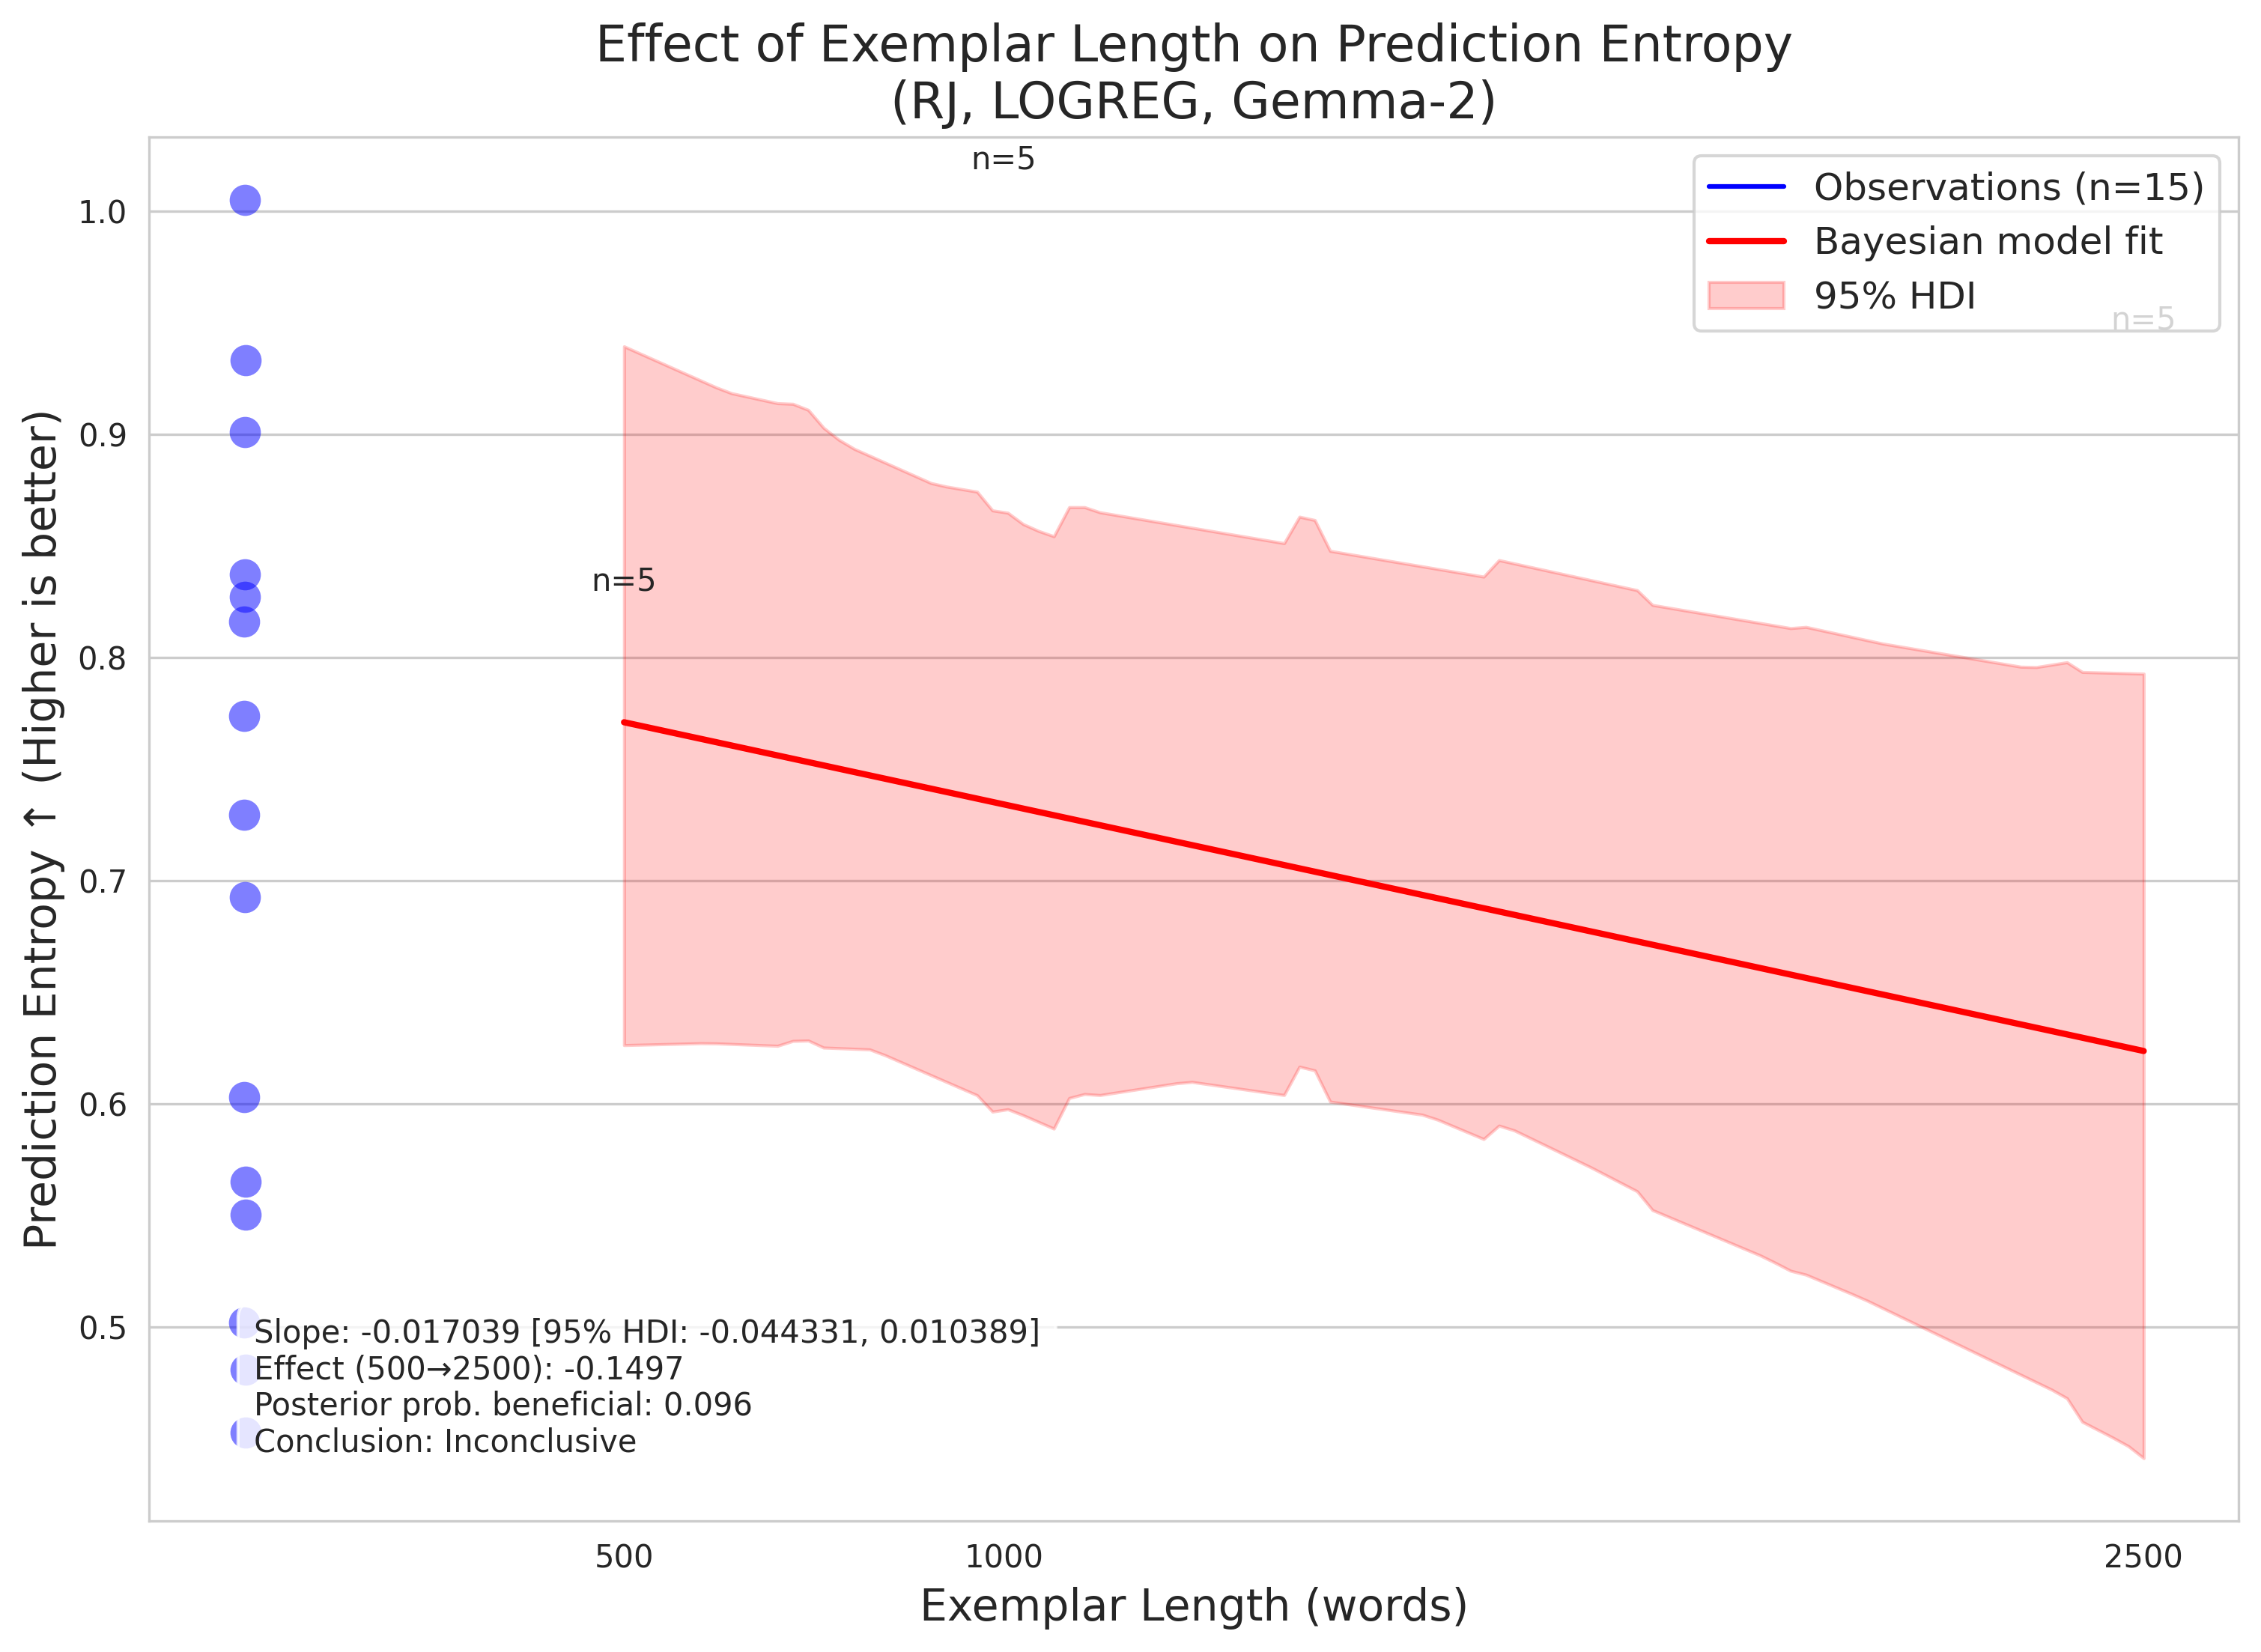 Effect of Exemplar Length on Prediction Entropy
(RJ, LOGREG, Gemma-2)
n=5
Observations (n=15)
Bayesian model fit
95% HDI
n=5
n=5
Prediction Entropy ↑ (Higher is better)
1.0
0.9
0.8
0.7
0.6
0.5
Slope: -0.017039 [95% HDI: -0.044331, 0.010389]
Effect (500→2500): -0.1497
Posterior prob. beneficial: 0.096
Conclusion: Inconclusive
500
1000
2500
Exemplar Length (words)